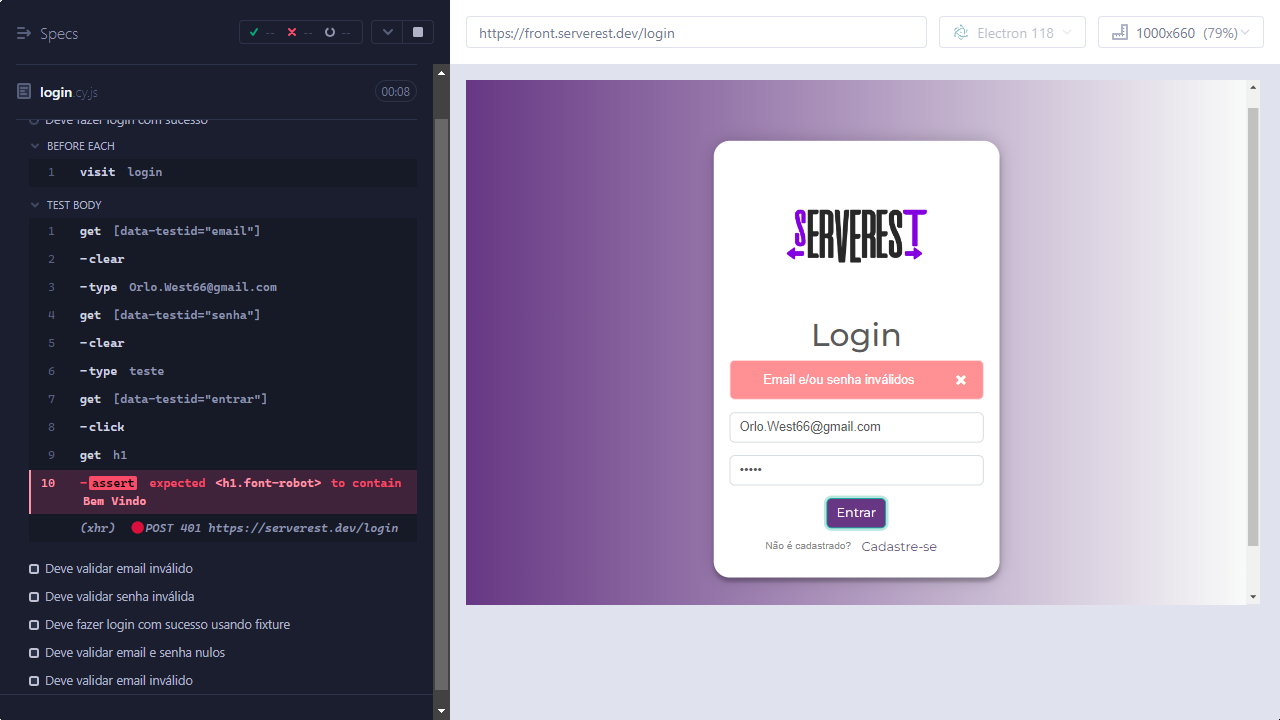 Specs
-- -- --
login.cy.js
00:08
Deve fazer login com sucesso
BEFORE EACH
1 visit login
TEST BODY
1 get [data-testid="email"]
2 -clear
3 -type Orlo.West66@gmail.com
4 get [data-testid="senha"]
5 -clear
6 -type teste
7 get [data-testid="entrar"]
8 -click
9 get h1
10 -assert expected <h1.font-robot> to contain
Bem Vindo
(xhr) POST 401 https://serverest.dev/login
Deve validar email inválido
Deve validar senha inválida
Deve fazer login com sucesso usando fixture
Deve validar email e senha nulos
Deve validar email inválido
https://front.serverest.dev/login
Electron 118
1000x660 (79%)
SERVEREST
Login
Email e/ou senha inválidos
Orlo.West66@gmail.com
•••••
Entrar
Não é cadastrado? Cadastre-se